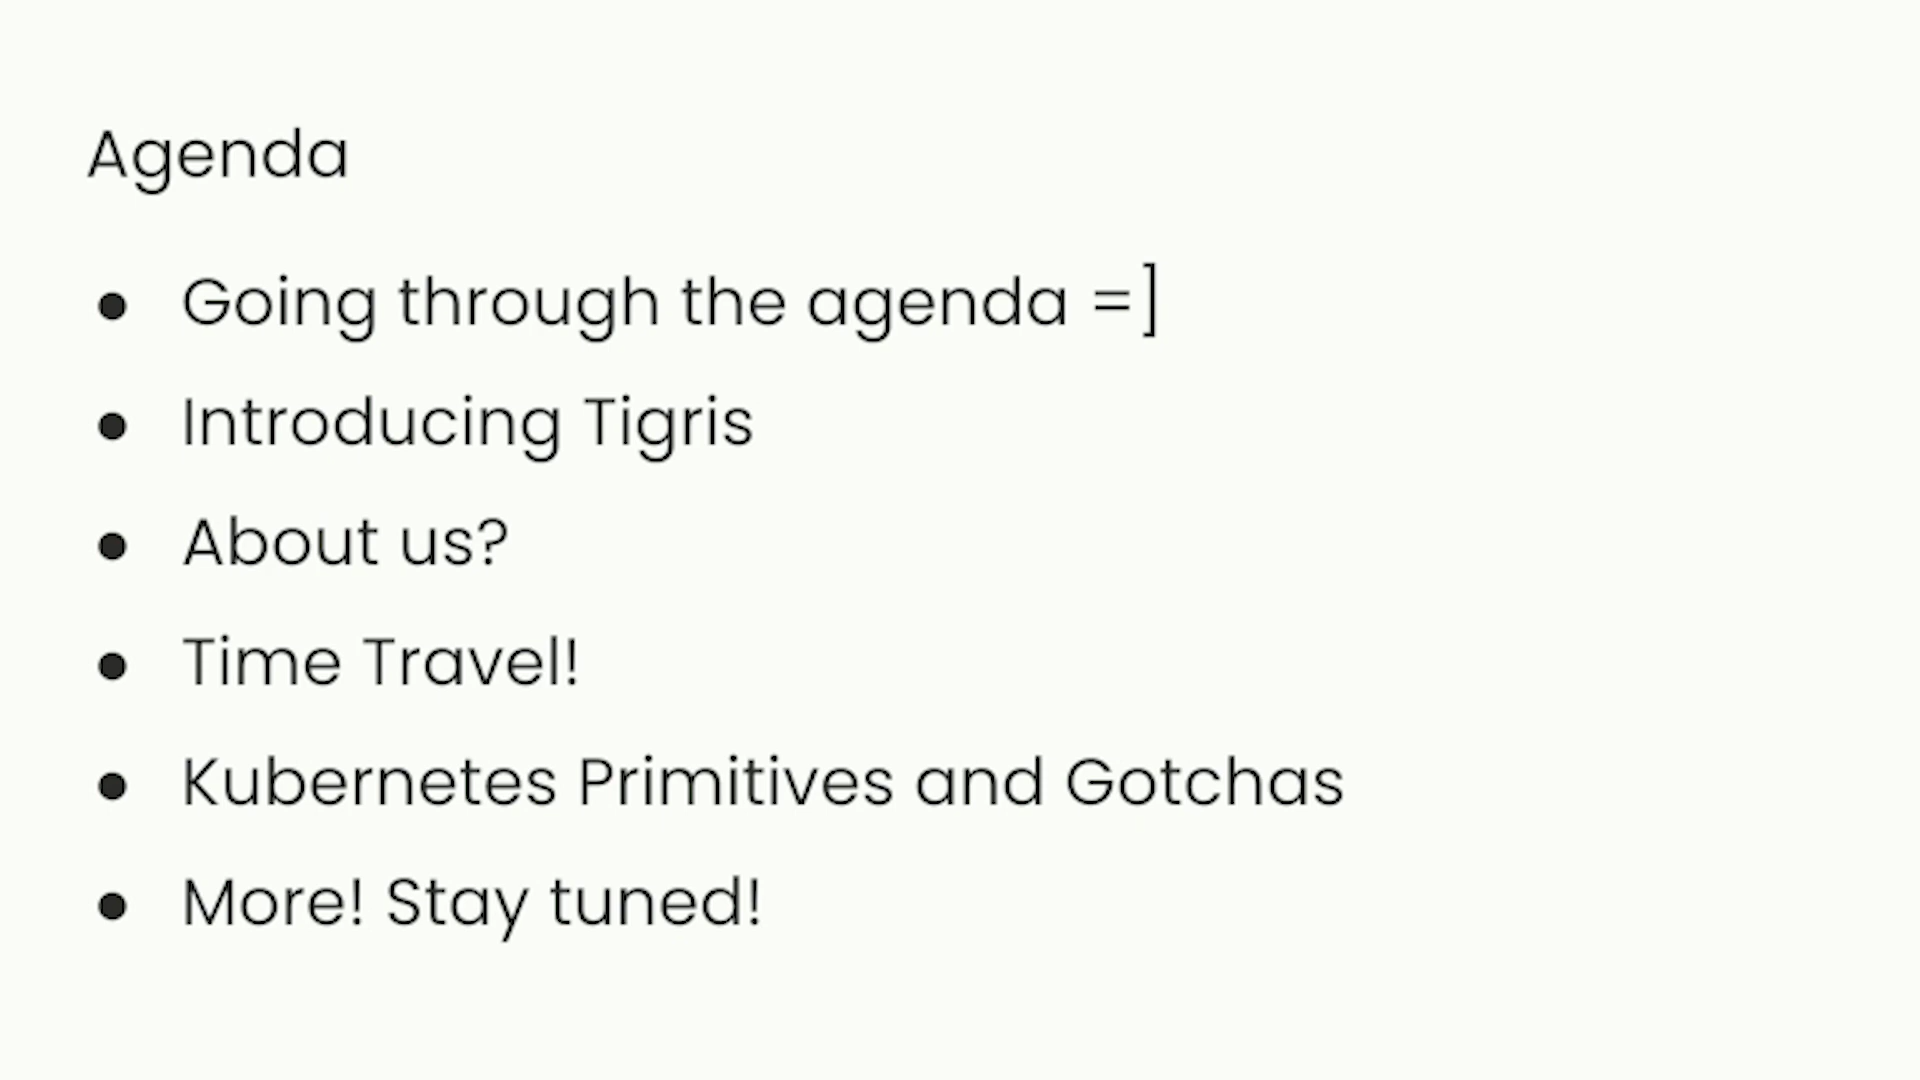 Agenda
● Going through the agenda =]
● Introducing Tigris
● About us?
● Time Travel!
● Kubernetes Primitives and Gotchas
● More! Stay tuned!